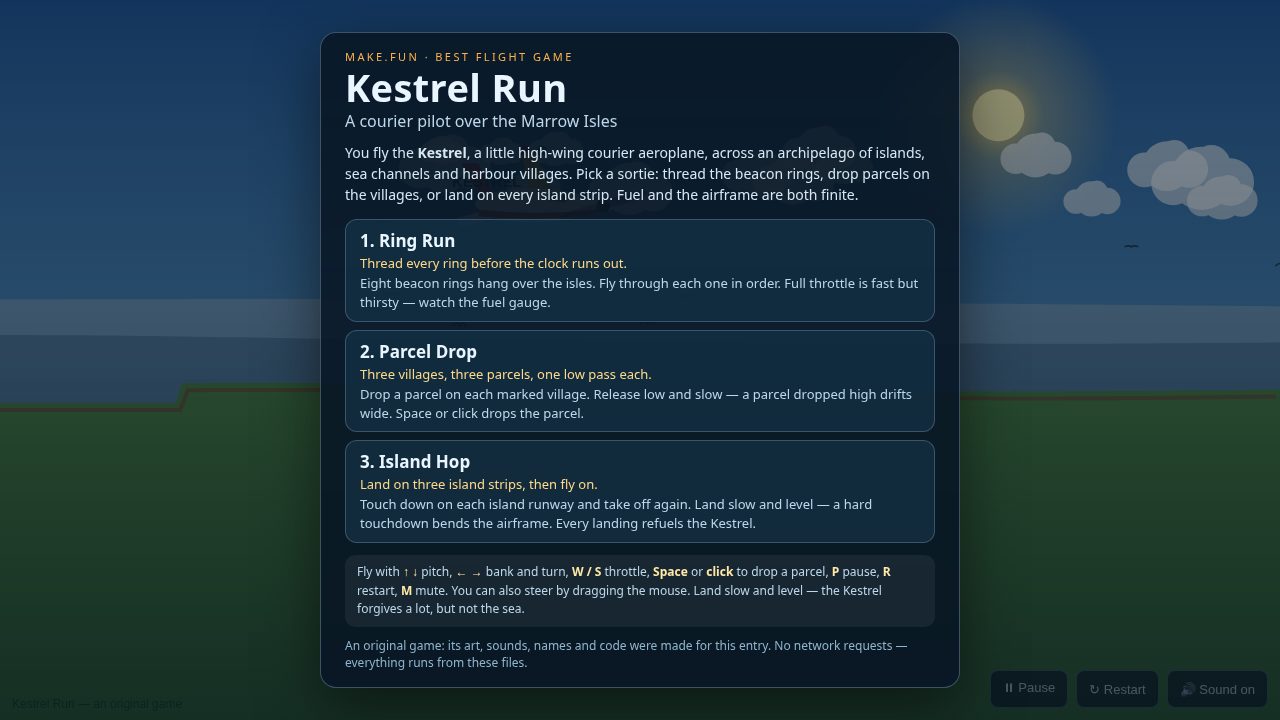 MAKE.FUN · BEST FLIGHT GAME
Kestrel Run
A courier pilot over the Marrow Isles
You fly the Kestrel, a little high-wing courier aeroplane, across an archipelago of islands,
sea channels and harbour villages. Pick a sortie: thread the beacon rings, drop parcels on
the villages, or land on every island strip. Fuel and the airframe are both finite.
1. Ring Run
Thread every ring before the clock runs out.
Eight beacon rings hang over the isles. Fly through each one in order. Full throttle is fast but
thirsty — watch the fuel gauge.
2. Parcel Drop
Three villages, three parcels, one low pass each.
Drop a parcel on each marked village. Release low and slow — a parcel dropped high drifts
wide. Space or click drops the parcel.
3. Island Hop
Land on three island strips, then fly on.
Touch down on each island runway and take off again. Land slow and level — a hard
touchdown bends the airframe. Every landing refuels the Kestrel.
Fly with ↑ ↓ pitch, ← → bank and turn, W / S throttle, Space or click to drop a parcel, P pause, R
restart, M mute. You can also steer by dragging the mouse. Land slow and level — the Kestrel
forgives a lot, but not the sea.
An original game: its art, sounds, names and code were made for this entry. No network requests —
everything runs from these files.
⏸ Pause
↻ Restart
🔊 Sound on
Kestrel Run — an original game